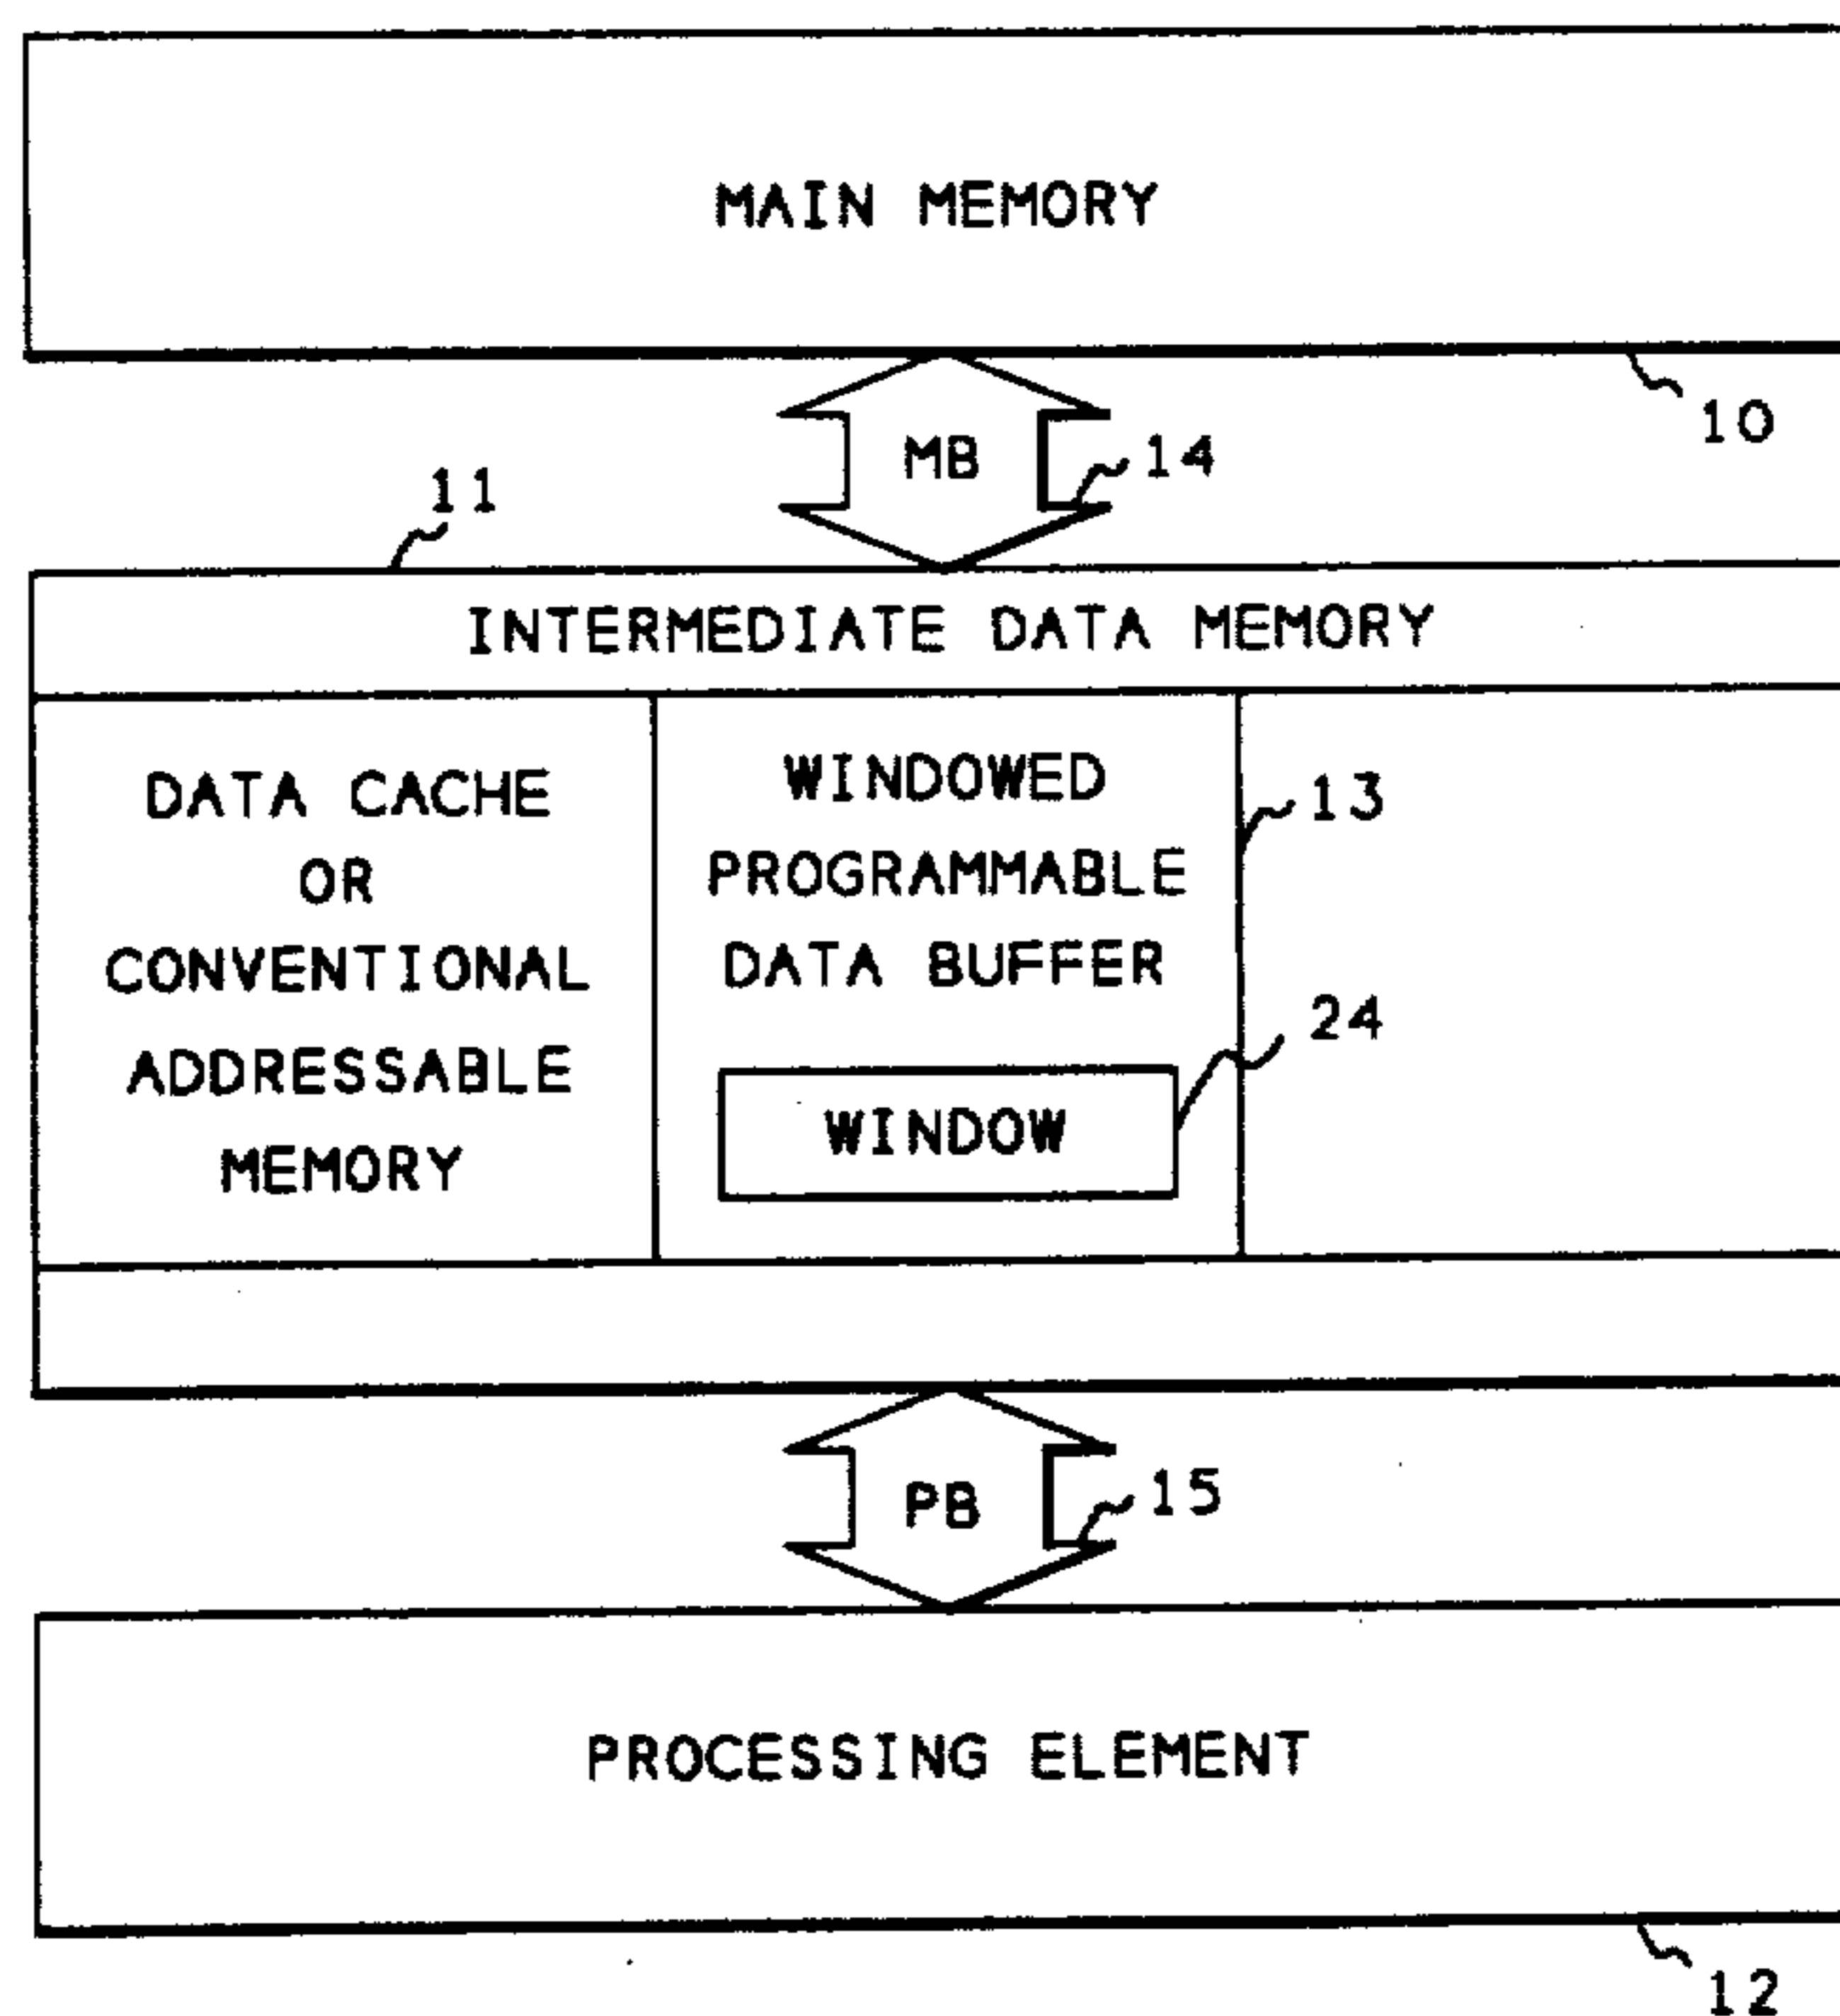 MAIN MEMORY
10
MB
14
11
INTERMEDIATE DATA MEMORY
DATA CACHE
OR
CONVENTIONAL
ADDRESSABLE
MEMORY
WINDOWED
PROGRAMMABLE
DATA BUFFER
WINDOW
13
24
PB
15
PROCESSING ELEMENT
12